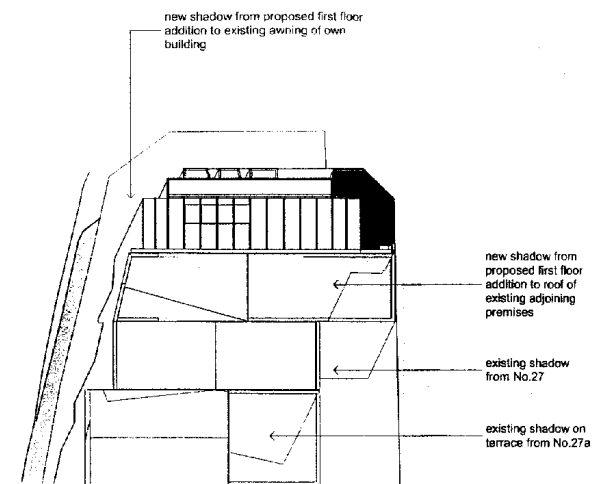 new shadow from proposed first floor
addition to existing awning of own
building
new shadow from
proposed first floor
addition to roof of
existing adjoining
premises
existing shadow
from No.27
existing shadow on
terrace from No.27a